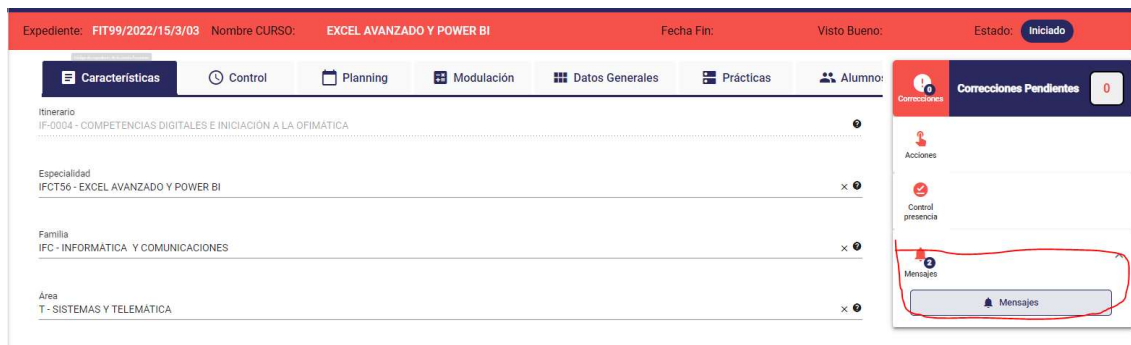 Expediente: FIT99/2022/15/3/03 Nombre CURSO: EXCEL AVANZADO Y POWER BI Fecha Fin: Visto Bueno: Estado: Iniciado
Características Control Planning Modulación Datos Generales Prácticas Alumnos
Itinerario
IF-0004 - COMPETENCIAS DIGITALES E INICIACIÓN A LA OFIMÁTICA
Especialidad
IFCT56 - EXCEL AVANZADO Y POWER BI
Familia
IFC - INFORMÁTICA Y COMUNICACIONES
Área
T - SISTEMAS Y TELEMÁTICA
0
Correcciones
Correcciones Pendientes 0
Acciones
Control
presencia
2
Mensajes
Mensajes